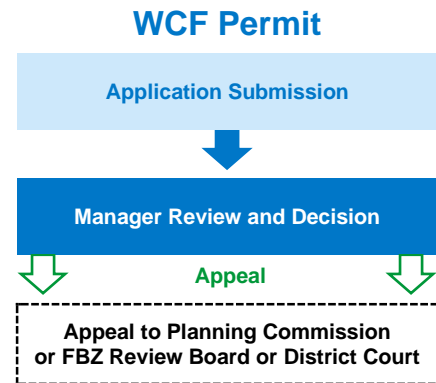 WCF Permit
Application Submission
Manager Review and Decision
Appeal
Appeal to Planning Commission
or FBZ Review Board or District Court